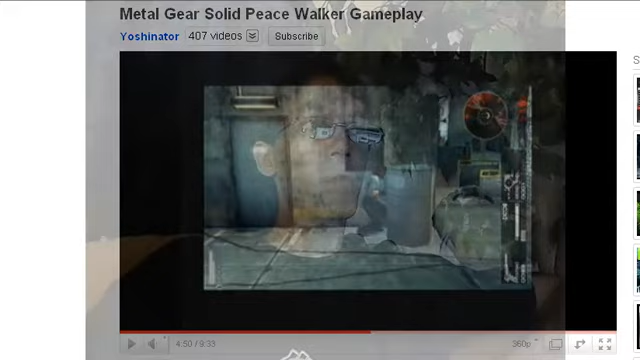 Metal Gear Solid Peace Walker Gameplay
Yoshinator 407 videos Subscribe
4:50 / 9:33 360p